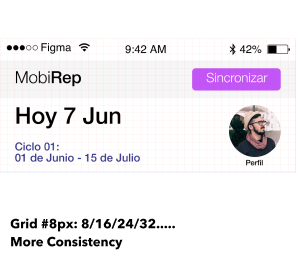 Figma 9:42 AM 42%
MobiRep Sincronizar
Hoy 7 Jun
Ciclo 01:
01 de Junio - 15 de Julio
Perfil
Grid #8px: 8/16/24/32.....
More Consistency